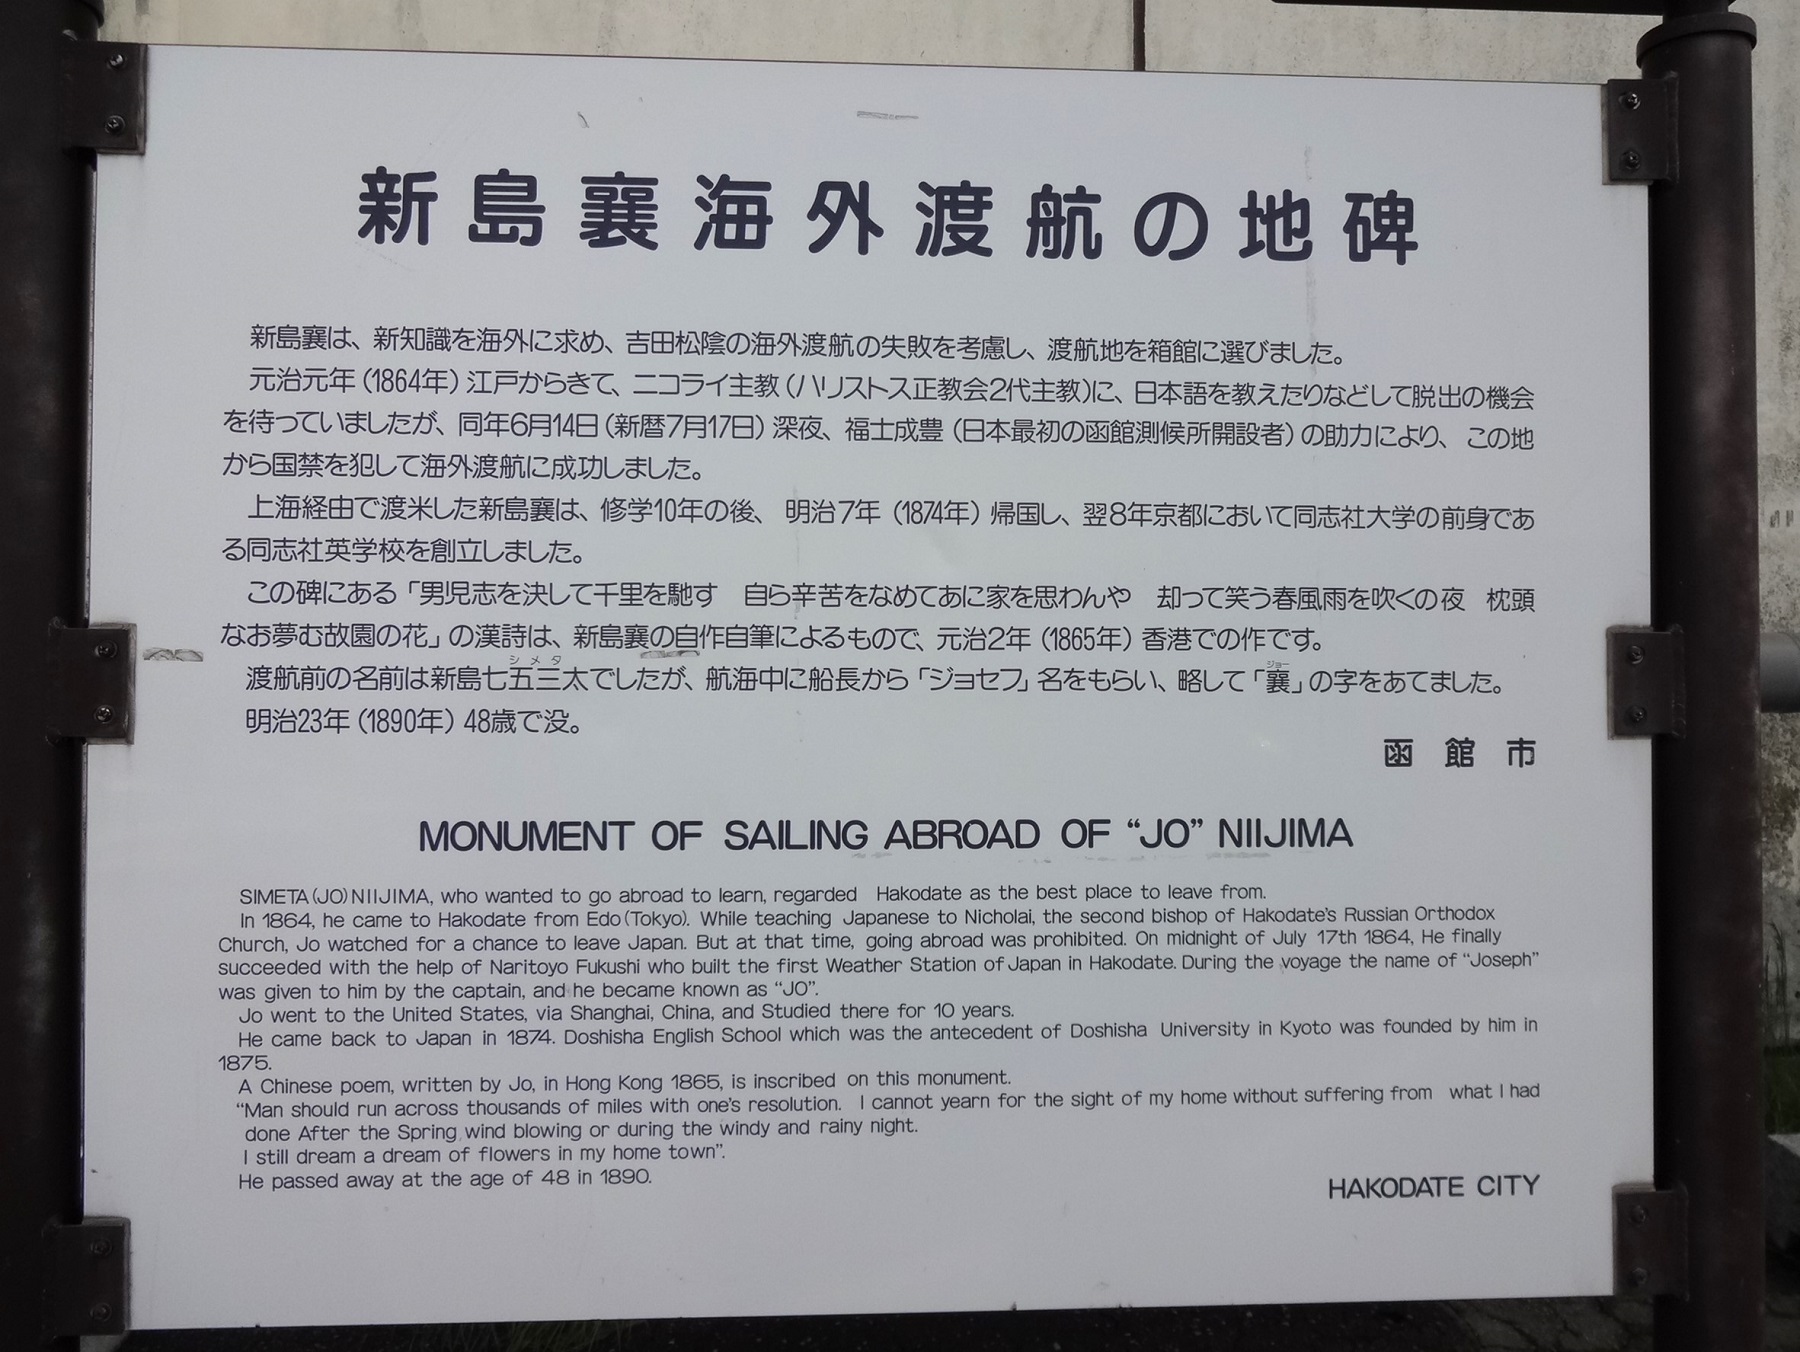 新島襄海外渡航の地碑
新島襄は、新知識を海外に求め、吉田松陰の海外渡航の失敗を考慮し、渡航地を箱館に選びました。
元治元年(1864年)江戸からきて、ニコライ主教(ハリストス正教会2代主教)に、日本語を教えたりなどして脱出の機会
を待っていましたが、同年6月14日(新暦7月17日)深夜、福士成豊(日本最初の函館測候所開設者)の助力により、この地
から国禁を犯して海外渡航に成功しました。
上海経由で渡米した新島襄は、修学10年の後、明治7年(1874年)帰国し、翌8年京都において同志社大学の前身であ
る同志社英学校を創立しました。
この碑にある「男児志を決して千里を馳す 自ら辛苦をなめてあに家を思わんや 却って笑う春風雨を吹くの夜 枕頭
なお夢む故園の花」の漢詩は、新島襄の自作自筆によるもので、元治2年(1865年)香港での作です。
シメタ ジョー
渡航前の名前は新島七五三太でしたが、航海中に船長から「ジョセフ」名をもらい、略して「襄」の字をあてました。
明治23年(1890年)48歳で没。
函館市
MONUMENT OF SAILING ABROAD OF “JO” NIIJIMA
SIMETA(JO)NIIJIMA, who wanted to go abroad to learn, regarded Hakodate as the best place to leave from.
In 1864, he came to Hakodate from Edo(Tokyo). While teaching Japanese to Nicholai, the second bishop of Hakodate's Russian Orthodox
Church, Jo watched for a chance to leave Japan. But at that time, going abroad was prohibited. On midnight of July 17th 1864, He finally
succeeded with the help of Naritoyo Fukushi who built the first Weather Station of Japan in Hakodate. During the voyage the name of “Joseph”
was given to him by the captain, and he became known as “JO”.
Jo went to the United States, via Shanghai, China, and Studied there for 10 years.
He came back to Japan in 1874. Doshisha English School which was the antecedent of Doshisha University in Kyoto was founded by him in
1875.
A Chinese poem, written by Jo, in Hong Kong 1865, is inscribed on this monument.
“Man should run across thousands of miles with one's resolution. I cannot yearn for the sight of my home without suffering from what I had
done After the Spring wind blowing or during the windy and rainy night.
I still dream a dream of flowers in my home town”.
He passed away at the age of 48 in 1890.
HAKODATE CITY